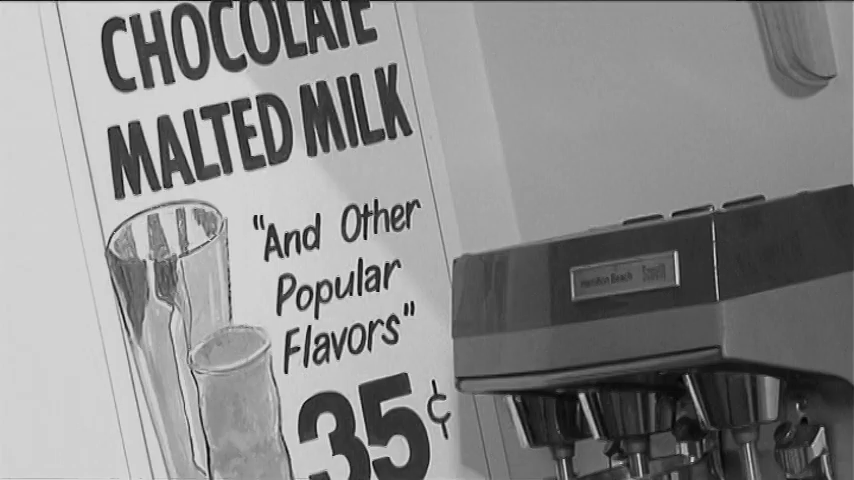 CHOCOLATE
MALTED MILK
"And Other
Popular
Flavors"
35¢
Hamilton Beach